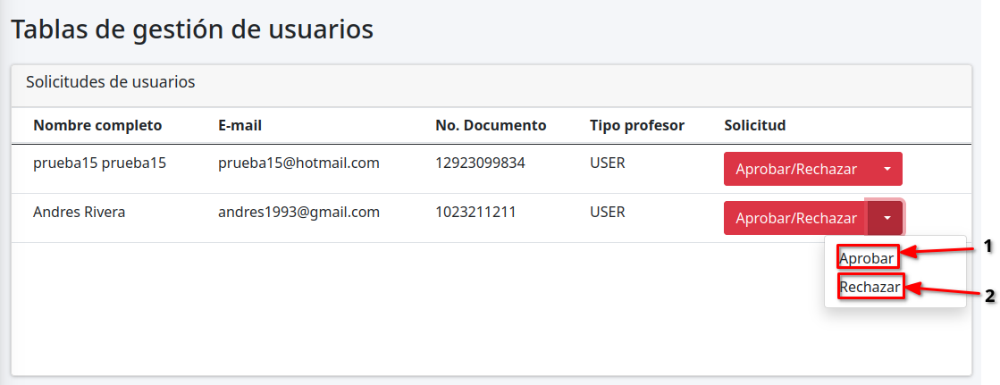 Tablas de gestión de usuarios
Solicitudes de usuarios
Nombre completo E-mail No. Documento Tipo profesor Solicitud
prueba15 prueba15 prueba15@hotmail.com 12923099834 USER Aprobar/Rechazar
Andres Rivera andres1993@gmail.com 1023211211 USER Aprobar/Rechazar
Aprobar 1
Rechazar 2